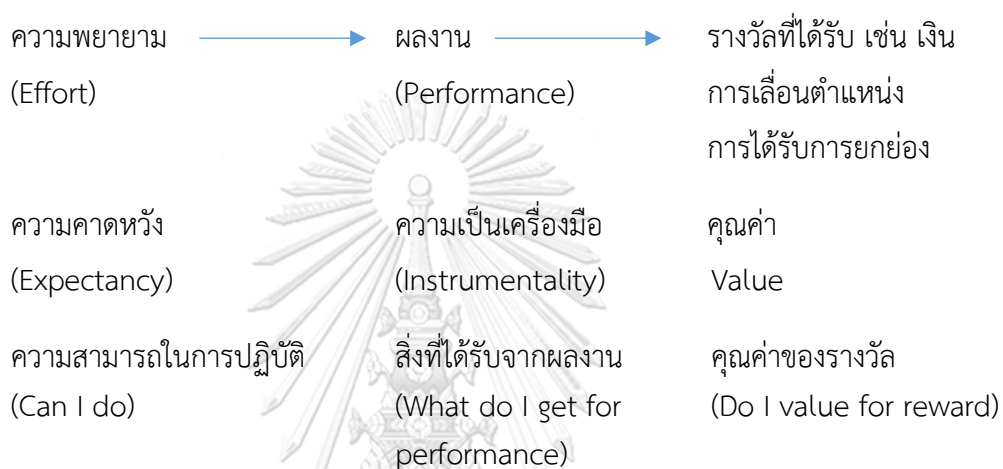 ความพยายาม ผลงาน รางวัลที่ได้รับ เช่น เงิน
(Effort) (Performance) การเลื่อนตำแหน่ง
การได้รับการยกย่อง
ความคาดหวัง ความเป็นเครื่องมือ คุณค่า
(Expectancy) (Instrumentality) Value
ความสามารถในการปฏิบัติ สิ่งที่ได้รับจากผลงาน คุณค่าของรางวัล
(Can I do) (What do I get for (Do I value for reward)
performance)